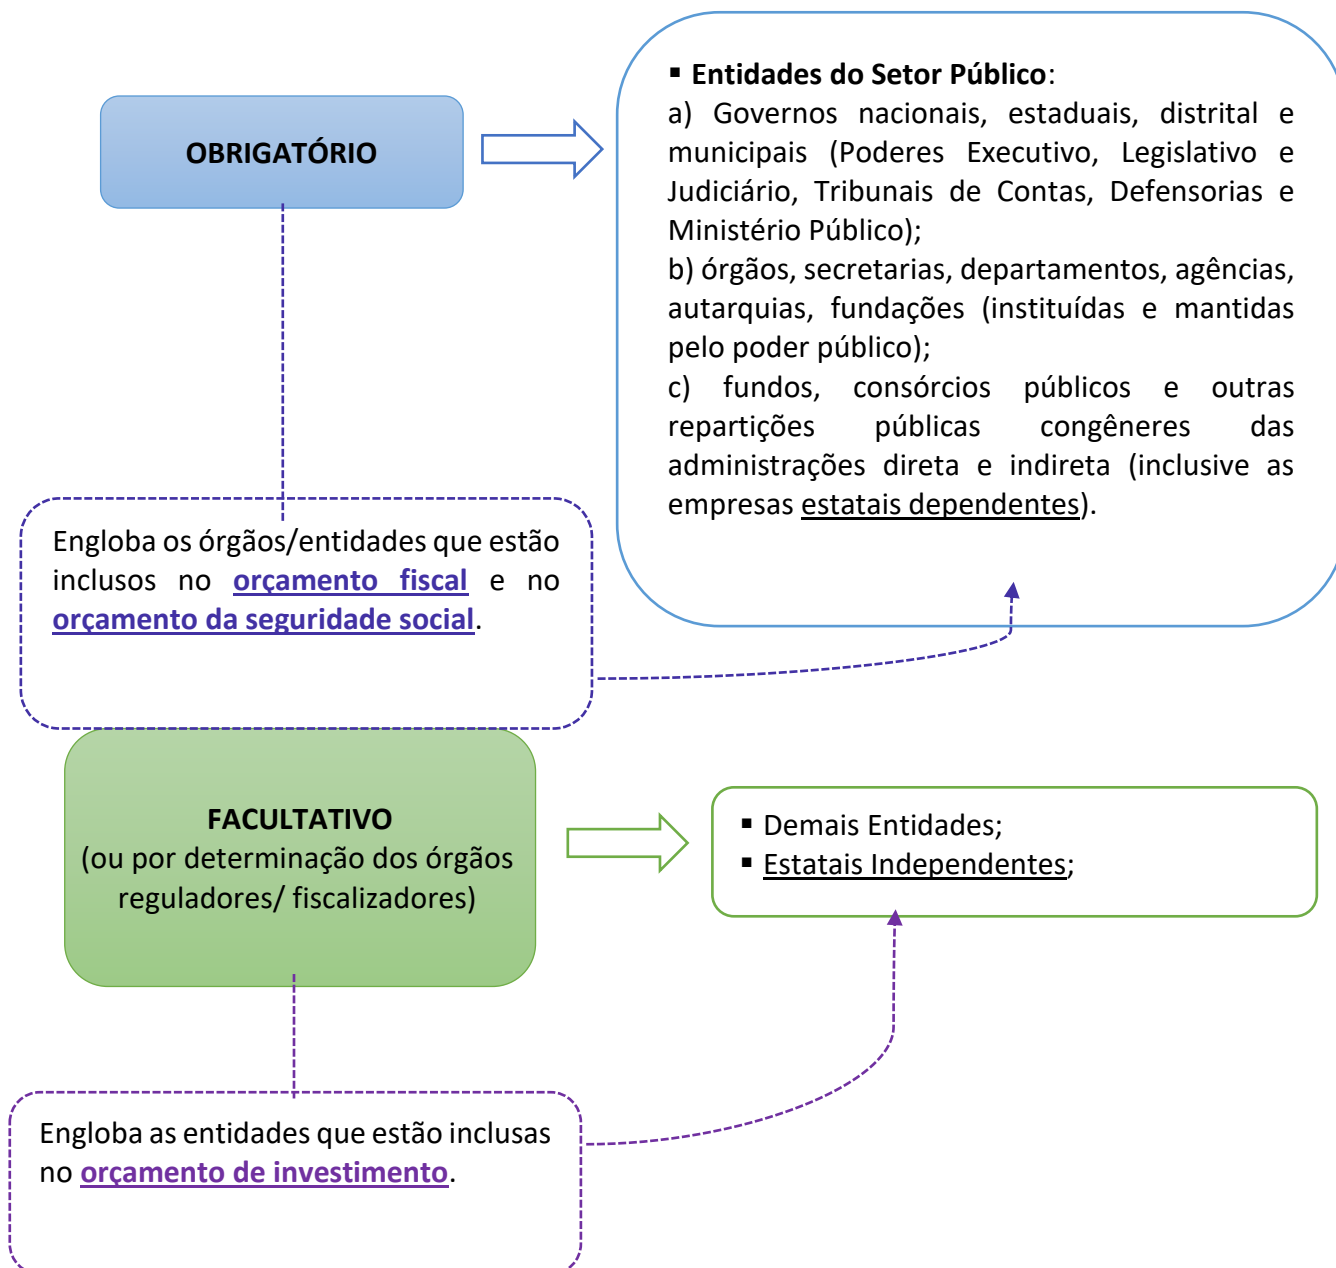 OBRIGATÓRIO
▪ Entidades do Setor Público:
a) Governos nacionais, estaduais, distrital e
municipais (Poderes Executivo, Legislativo e
Judiciário, Tribunais de Contas, Defensorias e
Ministério Público);
b) órgãos, secretarias, departamentos, agências,
autarquias, fundações (instituídas e mantidas
pelo poder público);
c) fundos, consórcios públicos e outras
repartições públicas congêneres das
administrações direta e indireta (inclusive as
empresas estatais dependentes).
Engloba os órgãos/entidades que estão
inclusos no orçamento fiscal e no
orçamento da seguridade social.
FACULTATIVO
(ou por determinação dos órgãos
reguladores/ fiscalizadores)
▪ Demais Entidades;
▪ Estatais Independentes;
Engloba as entidades que estão inclusas
no orçamento de investimento.